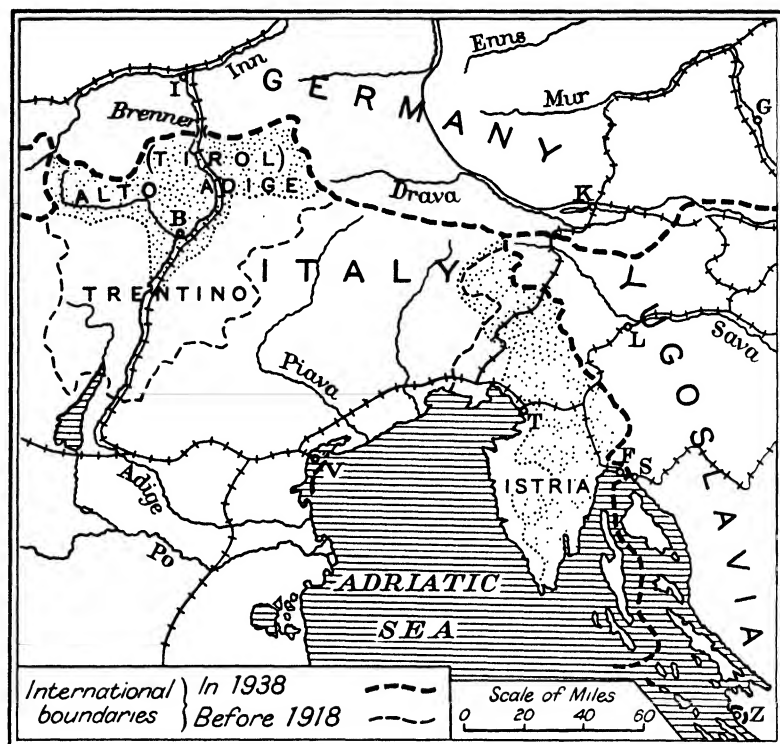 Enns
Inn
I
GERMANY
Mur
G
Brenner
(TIROL)
ALTO ADIGE
Drava
K
B
ITALY
TRENTINO
YUGOSLAVIA
L
Sava
Piava
T
F
S
V
ISTRIA
Adige
Po
ADRIATIC
SEA
Z
International
boundaries
In 1938
Before 1918
Scale of Miles
0 20 40 60